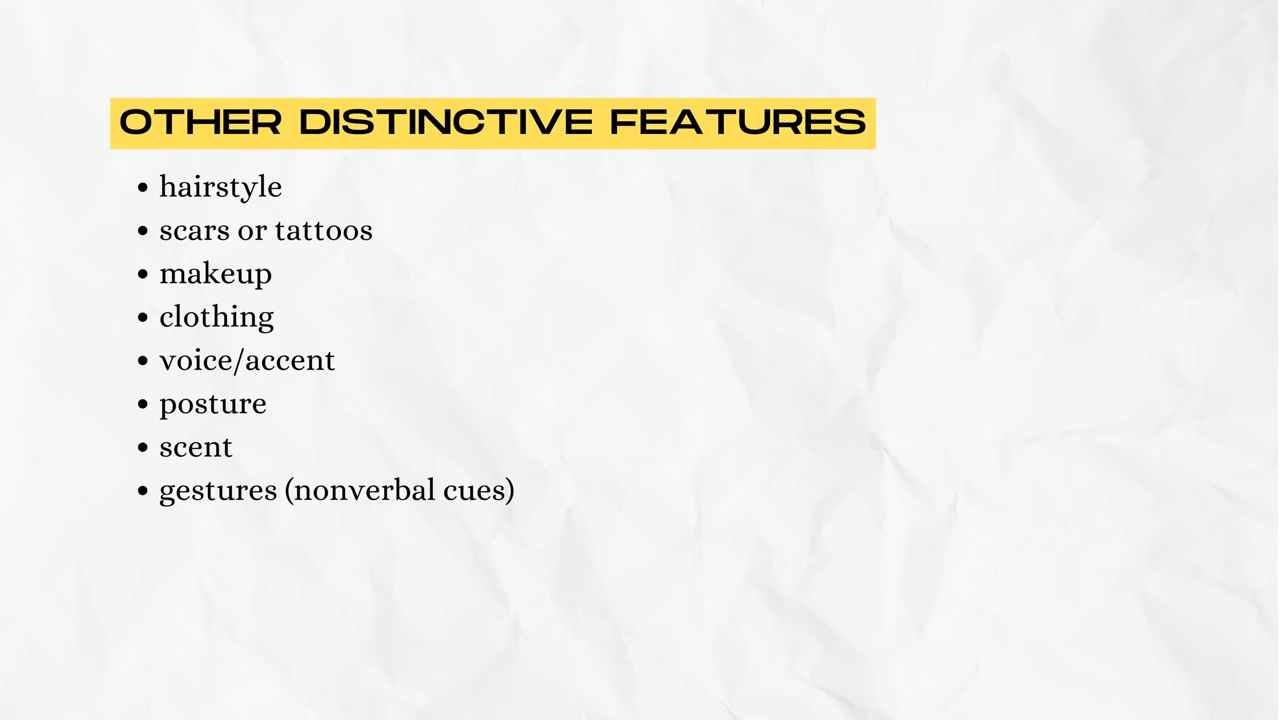 OTHER DISTINCTIVE FEATURES
• hairstyle
• scars or tattoos
• makeup
• clothing
• voice/accent
• posture
• scent
• gestures (nonverbal cues)